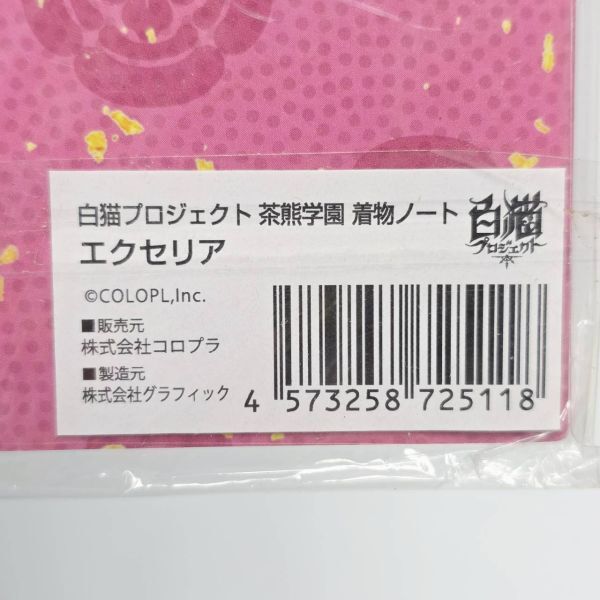 白猫プロジェクト 茶熊学園 着物ノート
エクセリア
白猫
プロジェクト
©COLOPL,Inc.
■販売元
株式会社コロプラ
■製造元
株式会社グラフィック
4 573258 725118